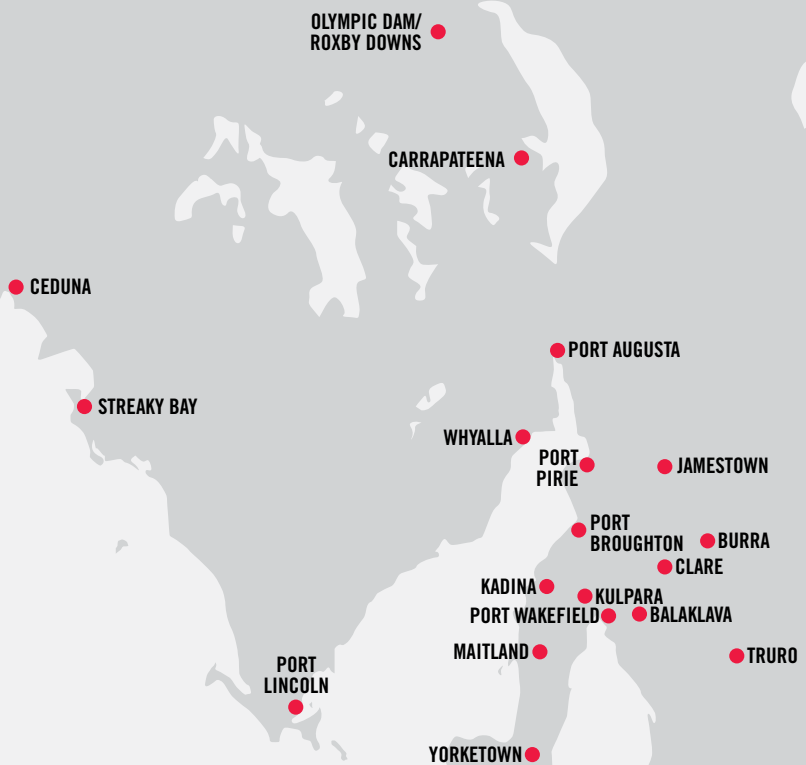 OLYMPIC DAM/
ROXBY DOWNS
CARRAPATEENA
CEDUNA
PORT AUGUSTA
STREAKY BAY
WHYALLA
PORT
PIRIE
JAMESTOWN
PORT
BROUGHTON
BURRA
CLARE
KADINA
KULPARA
PORT WAKEFIELD
BALAKLAVA
MAITLAND
TRURO
PORT
LINCOLN
YORKETOWN